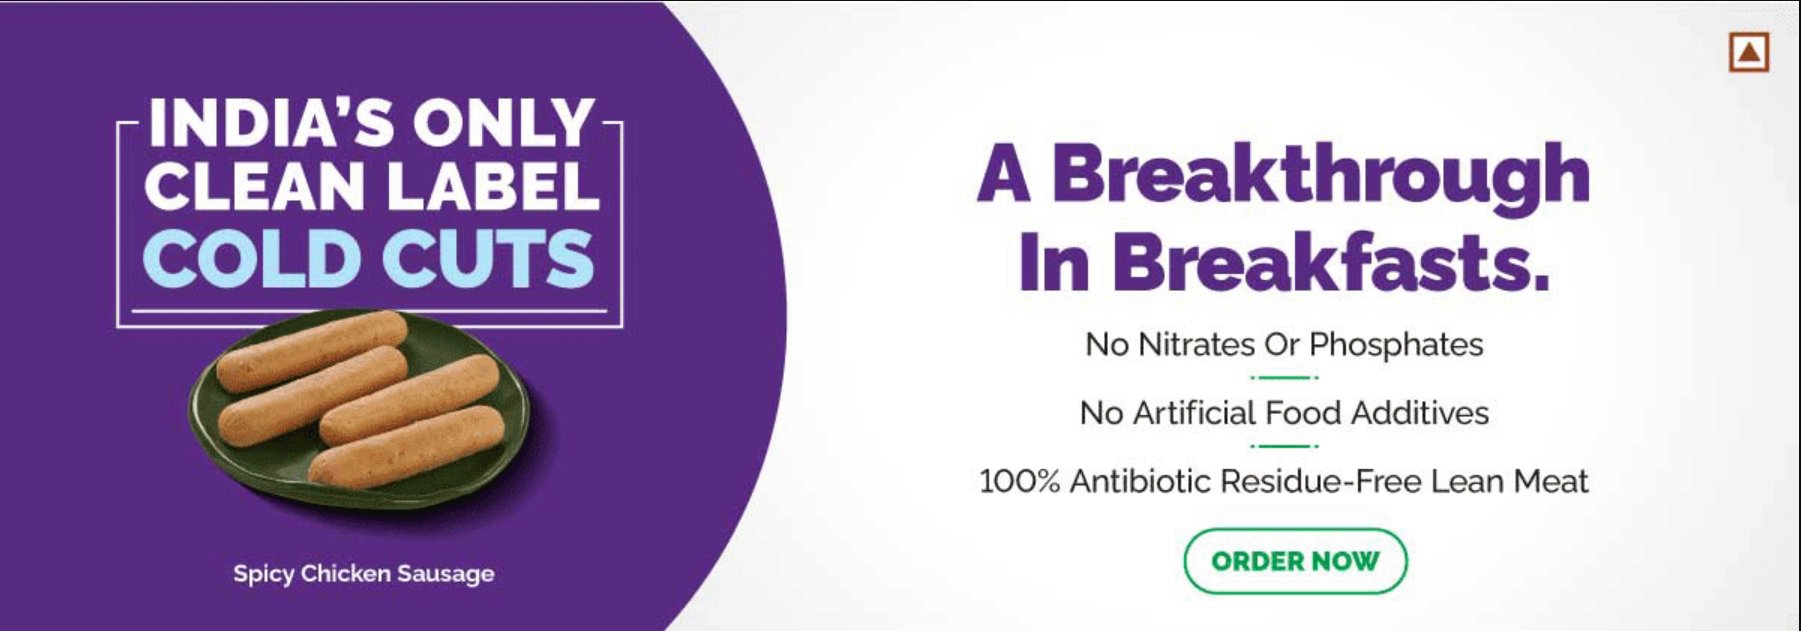 INDIA'S ONLY
CLEAN LABEL
COLD CUTS
Spicy Chicken Sausage
A Breakthrough
In Breakfasts.
No Nitrates Or Phosphates
No Artificial Food Additives
100% Antibiotic Residue-Free Lean Meat
ORDER NOW